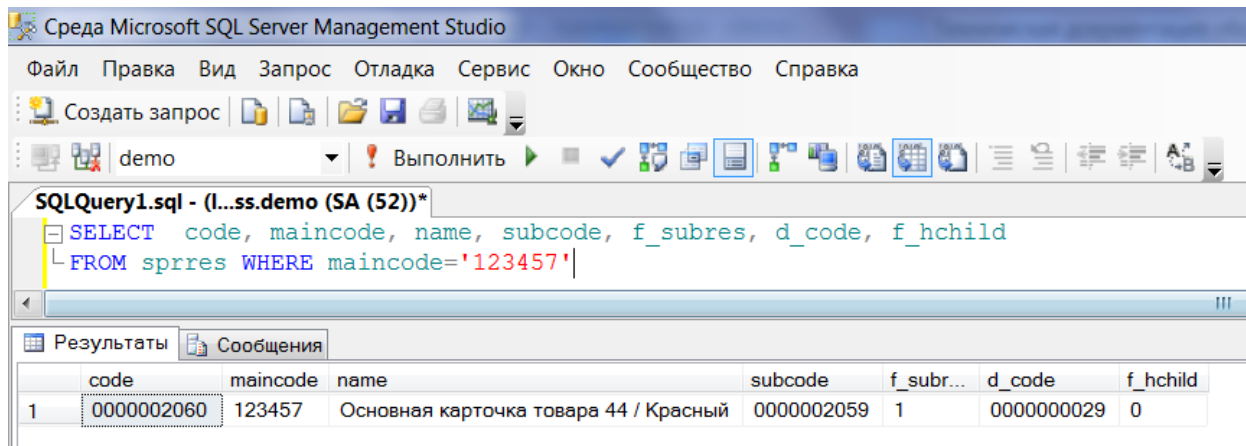 Среда Microsoft SQL Server Management Studio
Файл Правка Вид Запрос Отладка Сервис Окно Сообщество Справка
Создать запрос
demo Выполнить
SQLQuery1.sql - (l...ss.demo (SA (52))*
SELECT code, maincode, name, subcode, f_subres, d_code, f_hchild
FROM sprres WHERE maincode='123457'
Результаты Сообщения
code maincode name subcode f_subr... d_code f_hchild
1 0000002060 123457 Основная карточка товара 44 / Красный 0000002059 1 0000000029 0